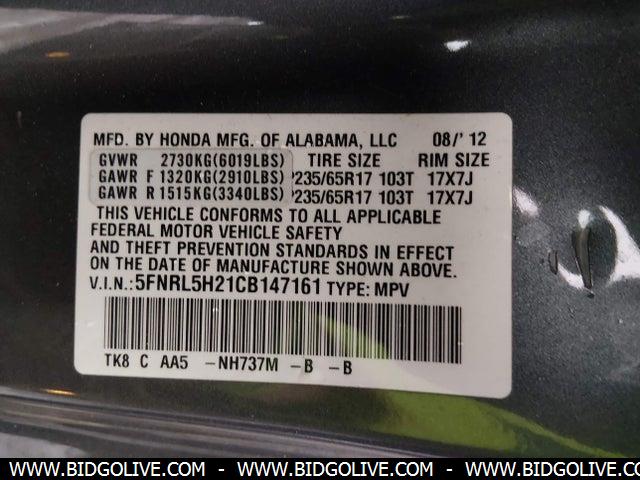 MFD. BY HONDA MFG. OF ALABAMA, LLC 08/'12
GVWR 2730KG(6019LBS) TIRE SIZE RIM SIZE
GAWR F 1320KG(2910LBS) P235/65R17 103T 17X7J
GAWR R 1515KG(3340LBS) P235/65R17 103T 17X7J
THIS VEHICLE CONFORMS TO ALL APPLICABLE
FEDERAL MOTOR VEHICLE SAFETY
AND THEFT PREVENTION STANDARDS IN EFFECT
ON THE DATE OF MANUFACTURE SHOWN ABOVE.
V.I.N.:5FNRL5H21CB147161 TYPE: MPV
TK8 C AA5 -NH737M -B -B
WWW.BIDGOLIVE.COM - WWW.BIDGOLIVE.COM - WWW.BIDGOLIVE.COM